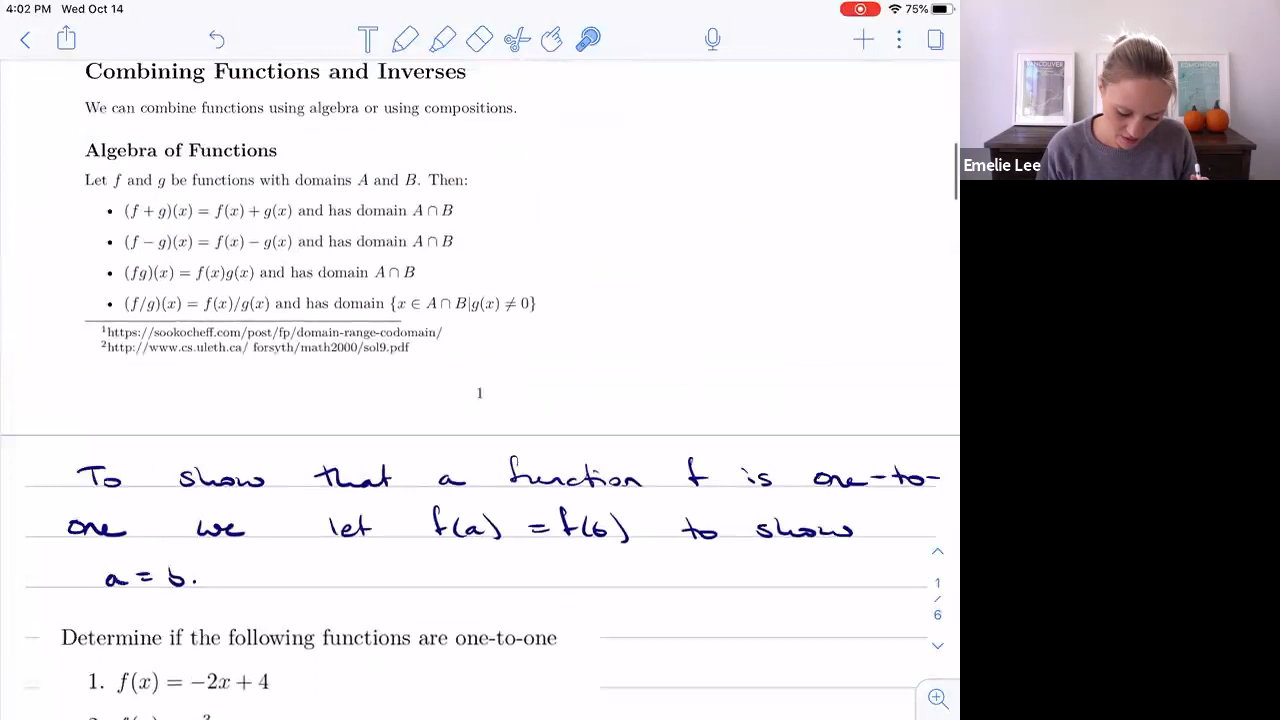 4:02 PM Wed Oct 14
75%
Combining Functions and Inverses
We can combine functions using algebra or using compositions.
Algebra of Functions
Let f and g be functions with domains A and B. Then:
• (f + g)(x) = f(x) + g(x) and has domain A ∩ B
• (f − g)(x) = f(x) − g(x) and has domain A ∩ B
• (fg)(x) = f(x)g(x) and has domain A ∩ B
• (f/g)(x) = f(x)/g(x) and has domain {x ∈ A ∩ B|g(x) ≠ 0}
1https://sookocheff.com/post/fp/domain-range-codomain/
2http://www.cs.uleth.ca/ forsyth/math2000/sol9.pdf
1
To show that a function f is one-to-
one we let f(a) = f(b) to show
a = b.
Determine if the following functions are one-to-one
1. f(x) = −2x + 4
1
/
6
VANCOUVER
EDMONTON
Emelie Lee